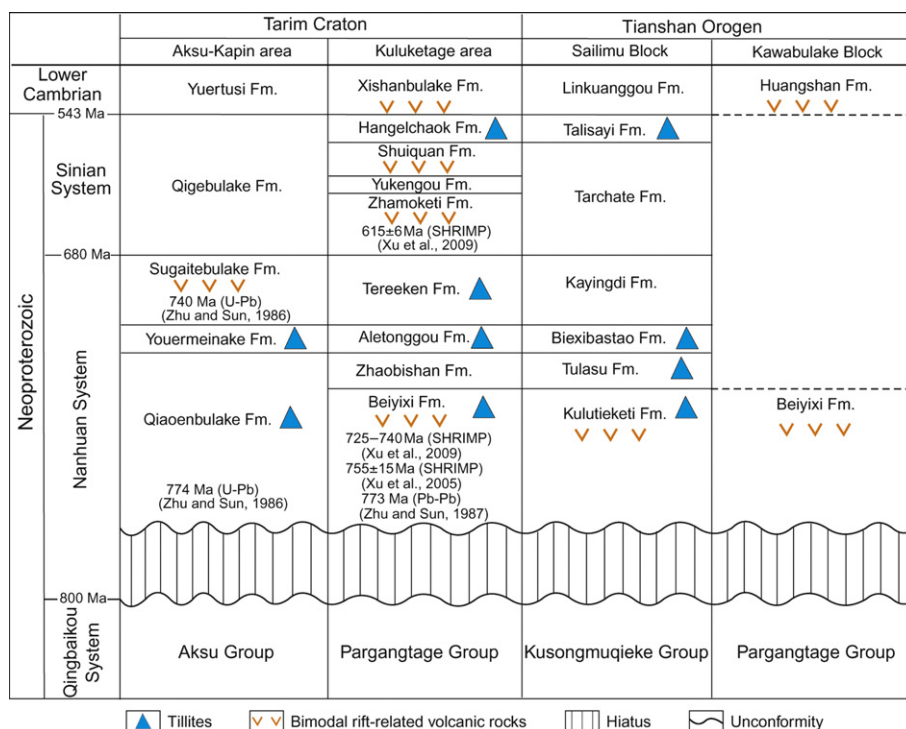 Tarim Craton
Tianshan Orogen
Aksu-Kapin area
Kuluketage area
Sailimu Block
Kawabulake Block
Lower
Cambrian
Yuertusi Fm.
Xishanbulake Fm.
Linkuanggou Fm.
Huangshan Fm.
543 Ma
Neoproterozoic
Sinian
System
Qigebulake Fm.
Hangelchaok Fm.
Shuiquan Fm.
Yukengou Fm.
Zhamoketi Fm.
615±6 Ma (SHRIMP)
(Xu et al., 2009)
Talisayi Fm.
Tarchate Fm.
680 Ma
Nanhuan System
Sugaitebulake Fm.
740 Ma (U-Pb)
(Zhu and Sun, 1986)
Tereeken Fm.
Kayingdi Fm.
Youermeinake Fm.
Aletonggou Fm.
Biexibastao Fm.
Zhaobishan Fm.
Tulasu Fm.
Qiaoenbulake Fm.
774 Ma (U-Pb)
(Zhu and Sun, 1986)
Beiyixi Fm.
725–740 Ma (SHRIMP)
(Xu et al., 2009)
755±15 Ma (SHRIMP)
(Xu et al., 2005)
773 Ma (Pb-Pb)
(Zhu and Sun, 1987)
Kulutieketi Fm.
Beiyixi Fm.
800 Ma
Qingbaikou
System
Aksu Group
Pargangtage Group
Kusongmuqieke Group
Pargangtage Group
Tillites
Bimodal rift-related volcanic rocks
Hiatus
Unconformity